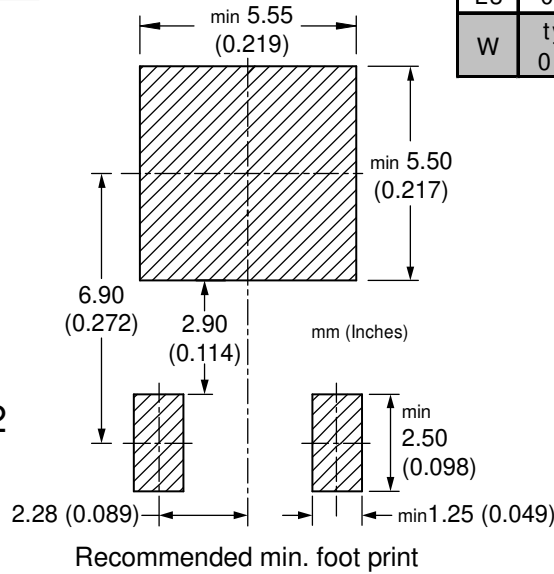 min 5.55
(0.219)
W
min 5.50
(0.217)
6.90
(0.272)
2.90
(0.114)
mm (Inches)
2
min
2.50
(0.098)
2.28 (0.089)
min1.25 (0.049)
Recommended min. foot print